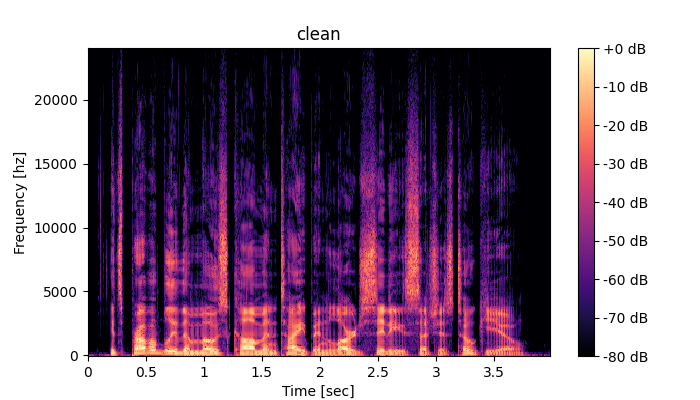 clean
Frequency [hz]
20000
15000
10000
5000
0
0 0.5 1 1.5 2 2.5 3 3.5
Time [sec]
+0 dB
-10 dB
-20 dB
-30 dB
-40 dB
-50 dB
-60 dB
-70 dB
-80 dB